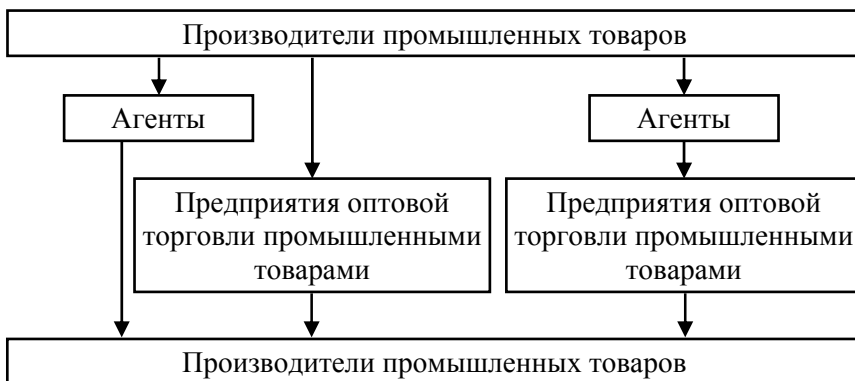 Производители промышленных товаров
Агенты
Агенты
Предприятия оптовой
торговли промышленными
товарами
Предприятия оптовой
торговли промышленными
товарами
Производители промышленных товаров